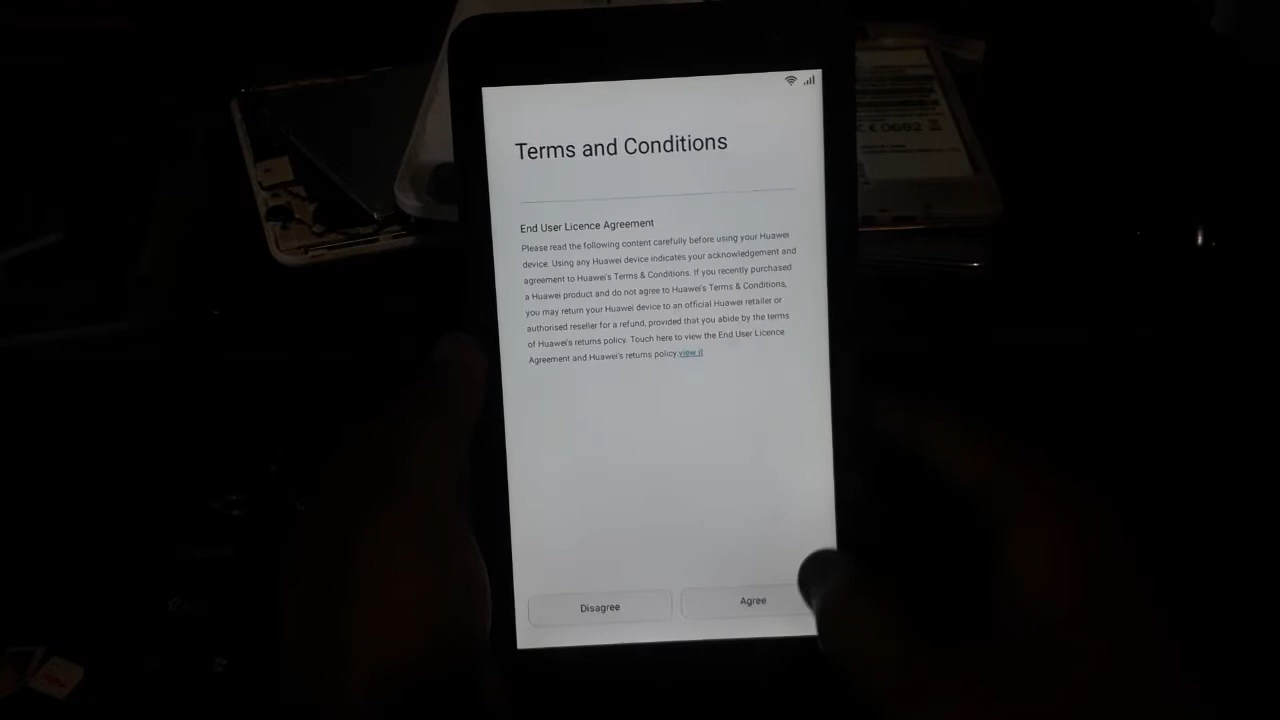 Terms and Conditions
End User Licence Agreement
Please read the following content carefully before using your Huawei
device. Using any Huawei device indicates your acknowledgement and
agreement to Huawei's Terms & Conditions. If you recently purchased
a Huawei product and do not agree to Huawei's Terms & Conditions,
you may return your Huawei device to an official Huawei retailer or
authorised reseller for a refund, provided that you abide by the terms
of Huawei's returns policy. Touch here to view the End User Licence
Agreement and Huawei's returns policy.view it
Disagree
Agree